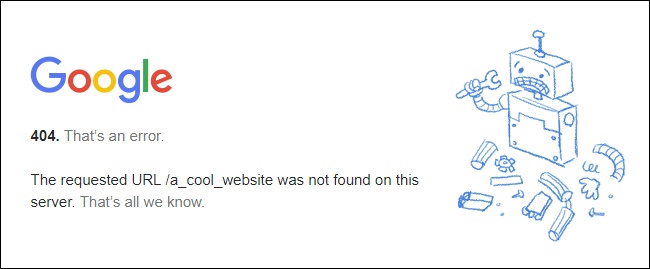 Google
404. That's an error.
The requested URL /a_cool_website was not found on this
server. That's all we know.